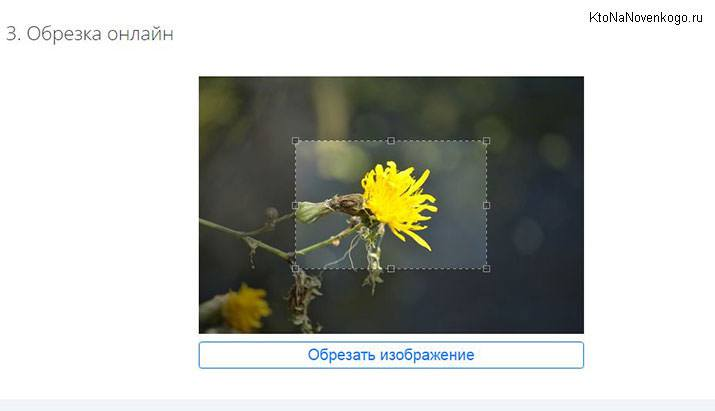 KtoNaNovenkogo.ru
3. Обрезка онлайн
Обрезать изображение